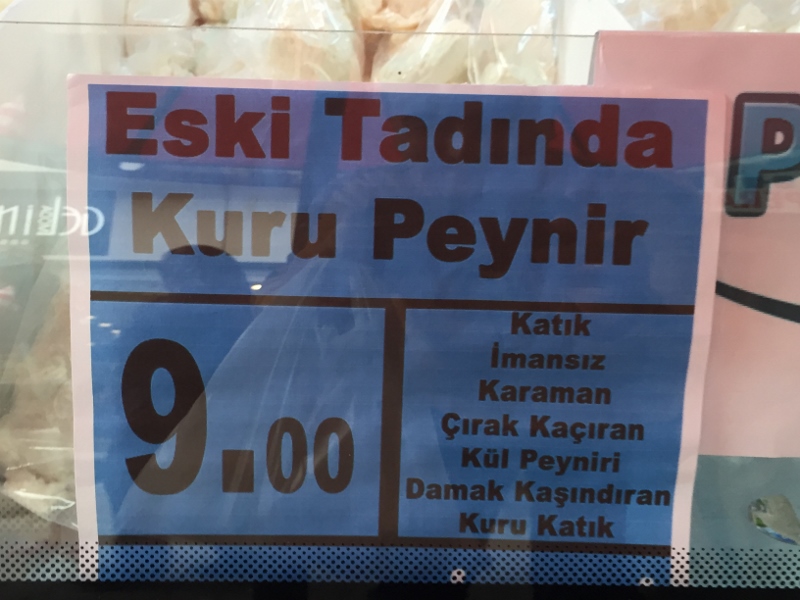 Eski Tadında
Kuru Peynir
9.00
Katık
İmansız
Karaman
Çırak Kaçıran
Kül Peyniri
Damak Kaşındıran
Kuru Katık
P